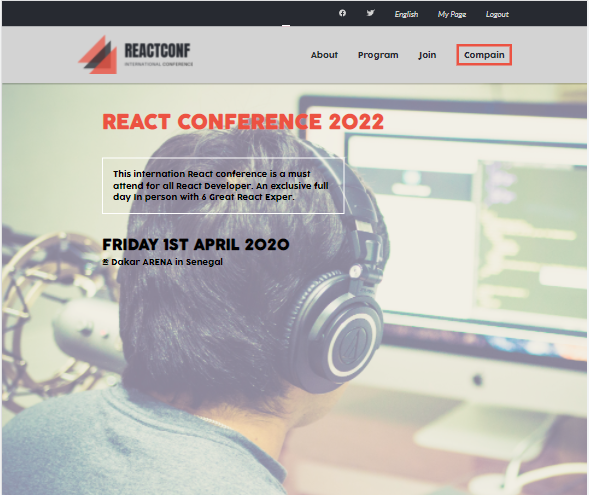 English My Page Logout
REACTCONF
INTERNATIONAL CONFERENCE
About Program Join Compain
REACT CONFERENCE 2022
This internation React conference is a must
attend for all React Developer. An exclusive full
day In person with 6 Great React Exper.
FRIDAY 1ST APRIL 2020
Dakar ARENA in Senegal